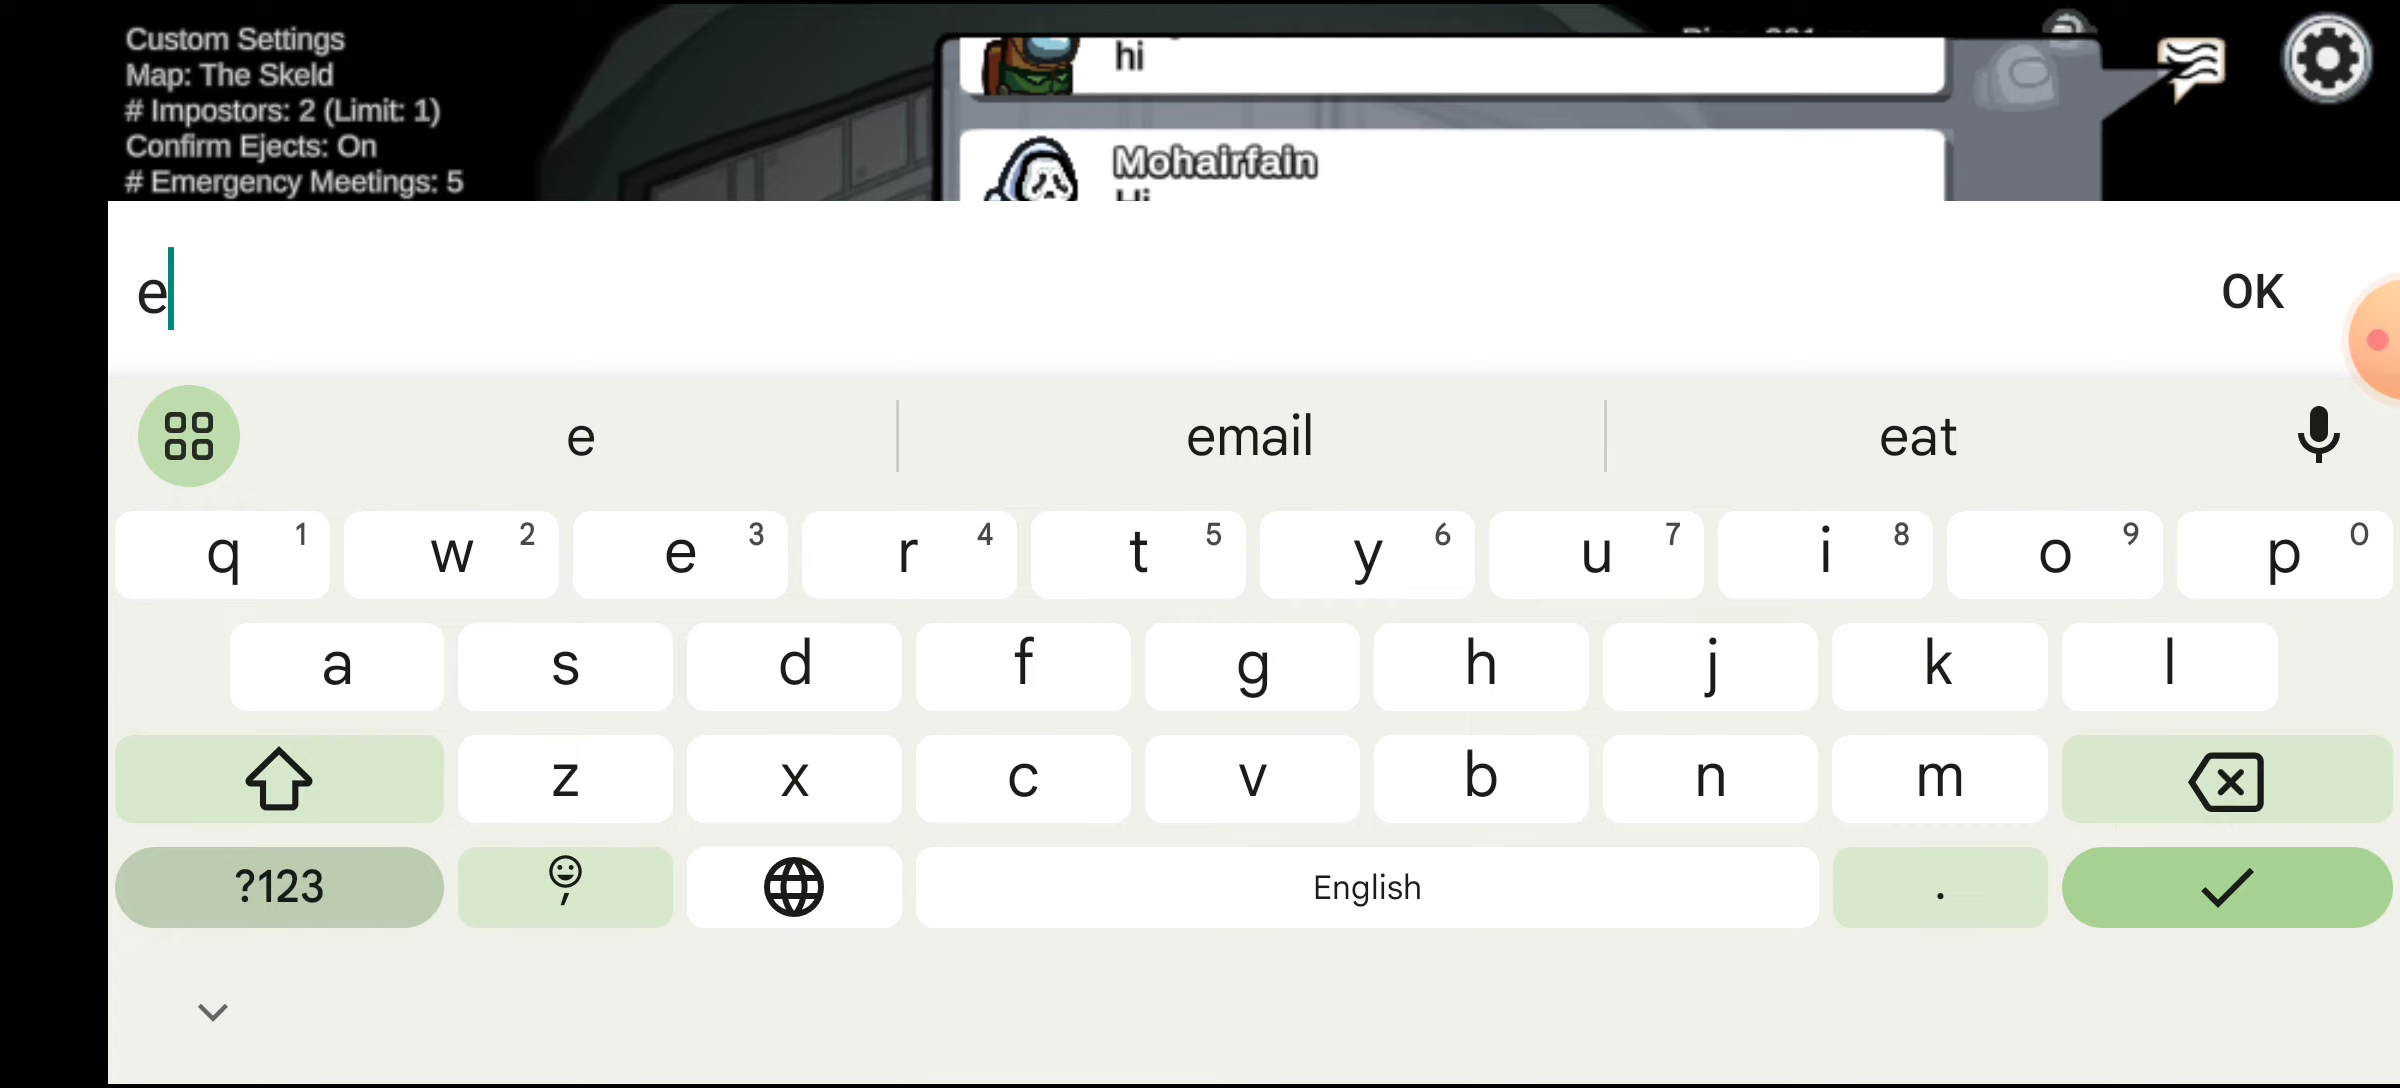 Custom Settings
Map: The Skeld
# Impostors: 2 (Limit: 1)
Confirm Ejects: On
# Emergency Meetings: 5
hi
Mohairfain
Hi
e
OK
e email eat
q 1 w 2 e 3 r 4 t 5 y 6 u 7 i 8 o 9 p 0
a s d f g h j k l
z x c v b n m
?123 , English .